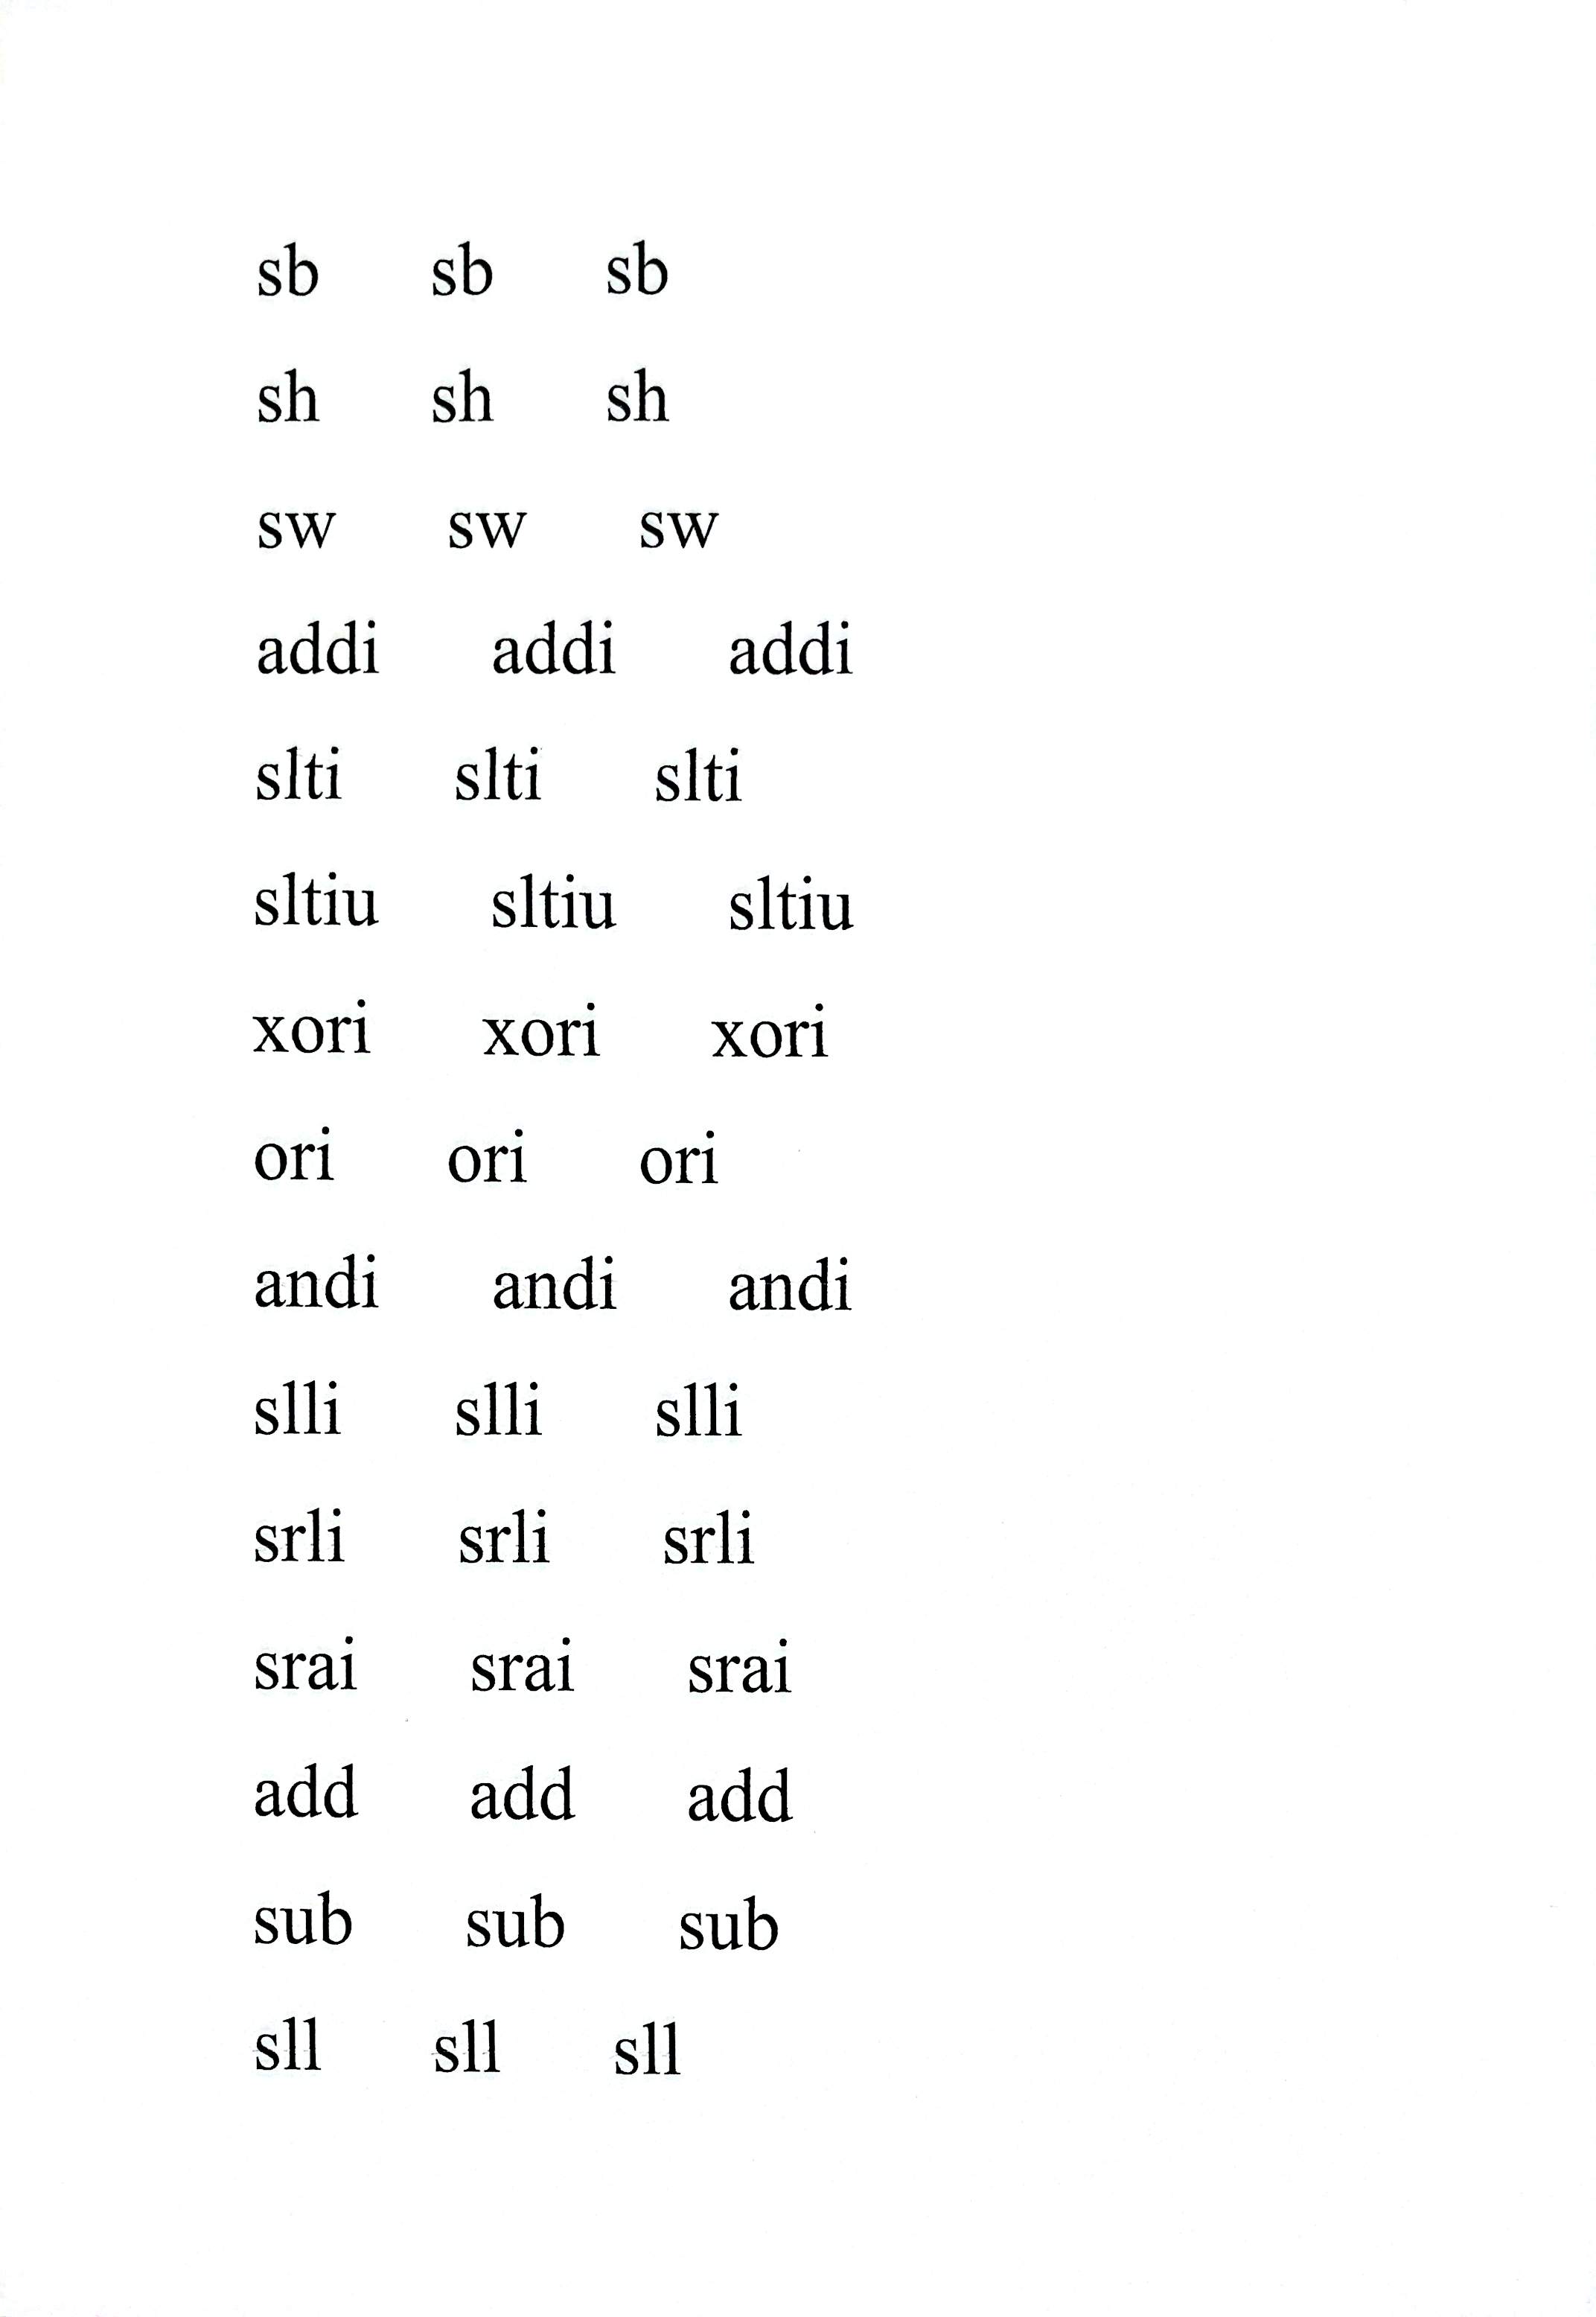 sb sb sb
sh sh sh
sw sw sw
addi addi addi
slti slti slti
sltiu sltiu sltiu
xori xori xori
ori ori ori
andi andi andi
slli slli slli
srli srli srli
srai srai srai
add add add
sub sub sub
sll sll sll